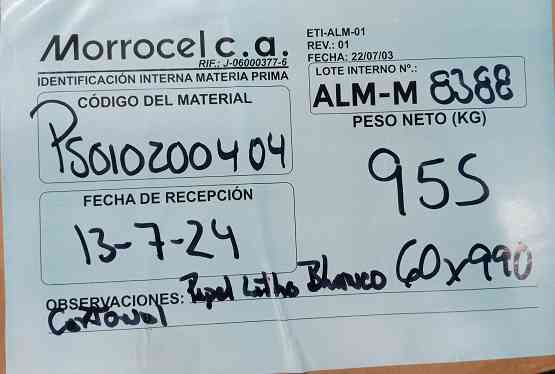 Morrocel c.a.
RIF.: J-06000377-6
IDENTIFICACIÓN INTERNA MATERIA PRIMA
ETI-ALM-01
REV.: 01
FECHA: 22/07/03
LOTE INTERNO Nº.:
ALM-M 8388
CÓDIGO DEL MATERIAL
PS010200404
PESO NETO (KG)
955
FECHA DE RECEPCIÓN
13-7-24
OBSERVACIONES: Papel Litho Blanco 60x990